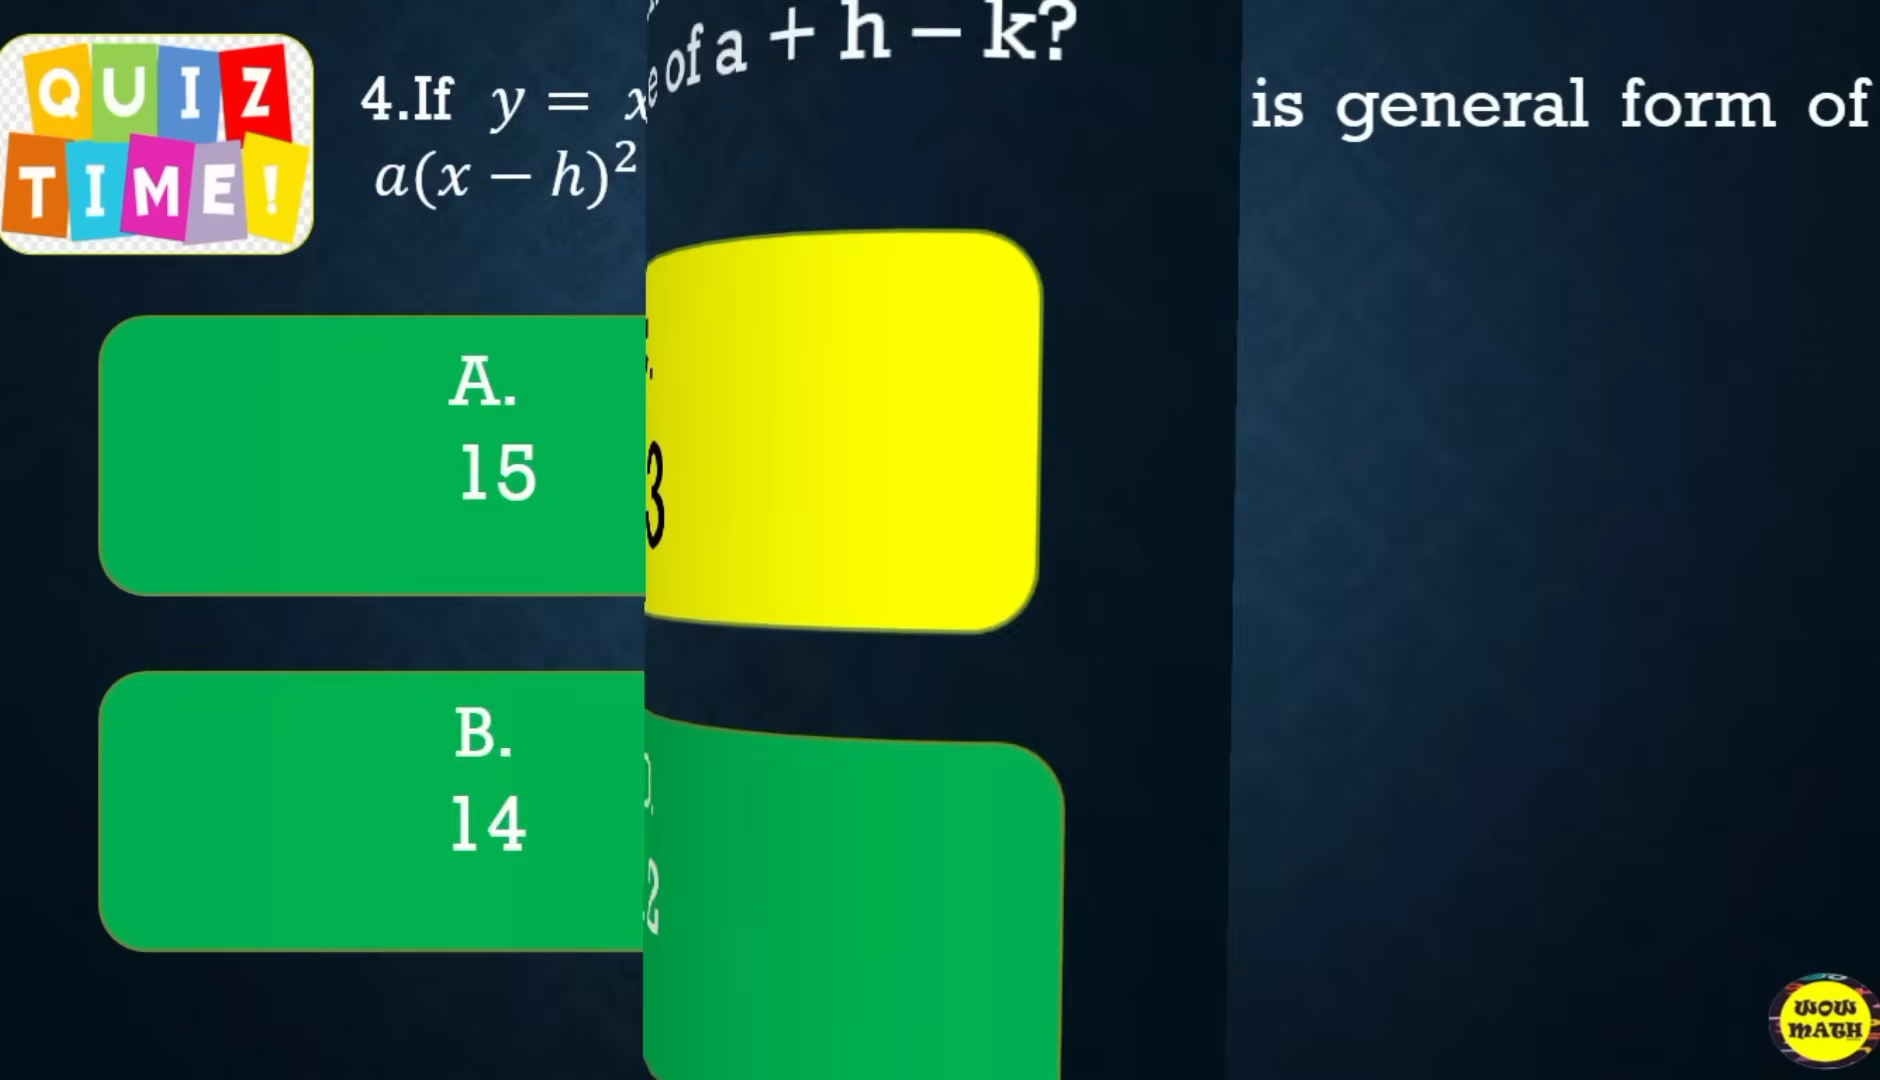 QUIZ
TIME!
4.If y = x
a(x − h)²
e of a + h − k?
is general form of
A.
15
3
B.
14
2
WOW
MATH